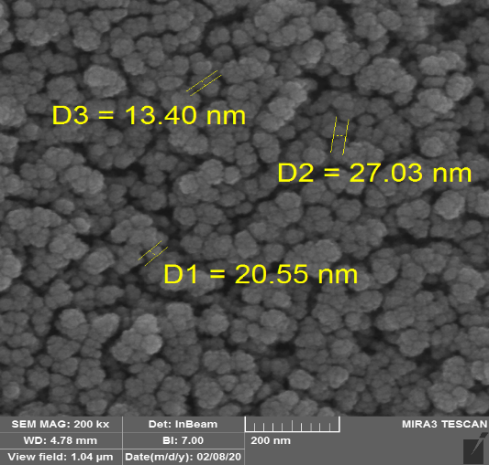 D3 = 13.40 nm
D2 = 27.03 nm
D1 = 20.55 nm
SEM MAG: 200 kx
Det: InBeam
MIRA3 TESCAN
WD: 4.78 mm
BI: 7.00
200 nm
View field: 1.04 µm
Date(m/d/y): 02/08/20